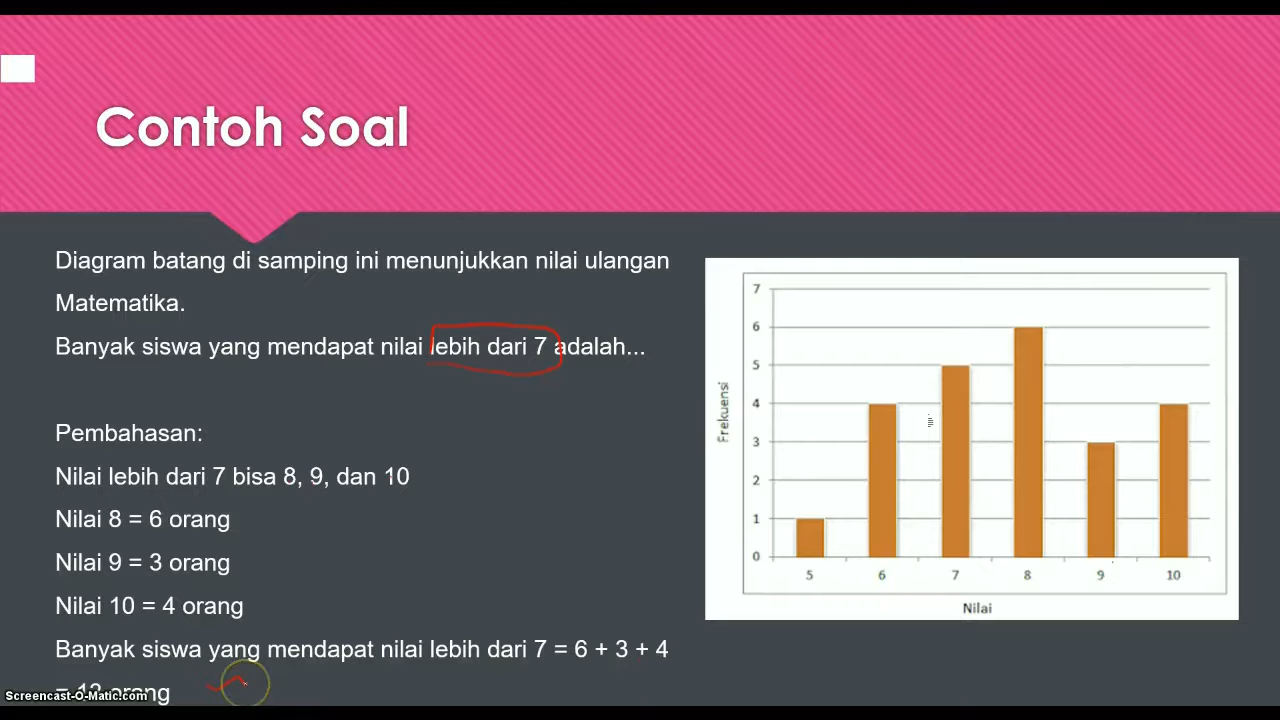 Contoh Soal
Diagram batang di samping ini menunjukkan nilai ulangan
Matematika.
Banyak siswa yang mendapat nilai lebih dari 7 adalah...
Pembahasan:
Nilai lebih dari 7 bisa 8, 9, dan 10
Nilai 8 = 6 orang
Nilai 9 = 3 orang
Nilai 10 = 4 orang
Banyak siswa yang mendapat nilai lebih dari 7 = 6 + 3 + 4
= orang
Screencast-O-Matic.com
Frekuensi
7
6
5
4
3
2
1
0
5 6 7 8 9 10
Nilai